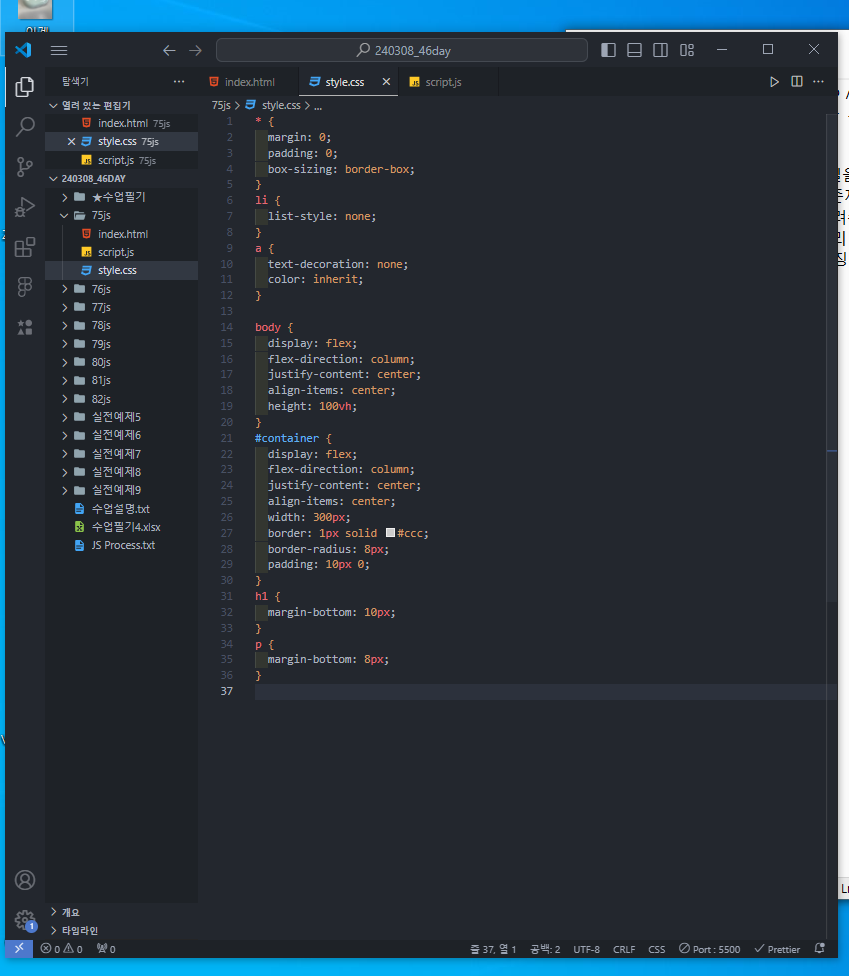 240308_46day
탐색기
index.html
style.css
script.js
열려 있는 편집기
index.html 75js
style.css 75js
script.js 75js
240308_46DAY
★수업필기
75js
index.html
script.js
style.css
76js
77js
78js
79js
80js
81js
82js
실전예제5
실전예제6
실전예제7
실전예제8
실전예제9
수업설명.txt
수업필기4.xlsx
JS Process.txt
개요
타임라인
75js > style.css > ...
1 * {
2 margin: 0;
3 padding: 0;
4 box-sizing: border-box;
5 }
6 li {
7 list-style: none;
8 }
9 a {
10 text-decoration: none;
11 color: inherit;
12 }
13
14 body {
15 display: flex;
16 flex-direction: column;
17 justify-content: center;
18 align-items: center;
19 height: 100vh;
20 }
21 #container {
22 display: flex;
23 flex-direction: column;
24 justify-content: center;
25 align-items: center;
26 width: 300px;
27 border: 1px solid #ccc;
28 border-radius: 8px;
29 padding: 10px 0;
30 }
31 h1 {
32 margin-bottom: 10px;
33 }
34 p {
35 margin-bottom: 8px;
36 }
37
1
0 0 0
줄 37, 열 1 공백: 2 UTF-8 CRLF CSS Port : 5500 Prettier